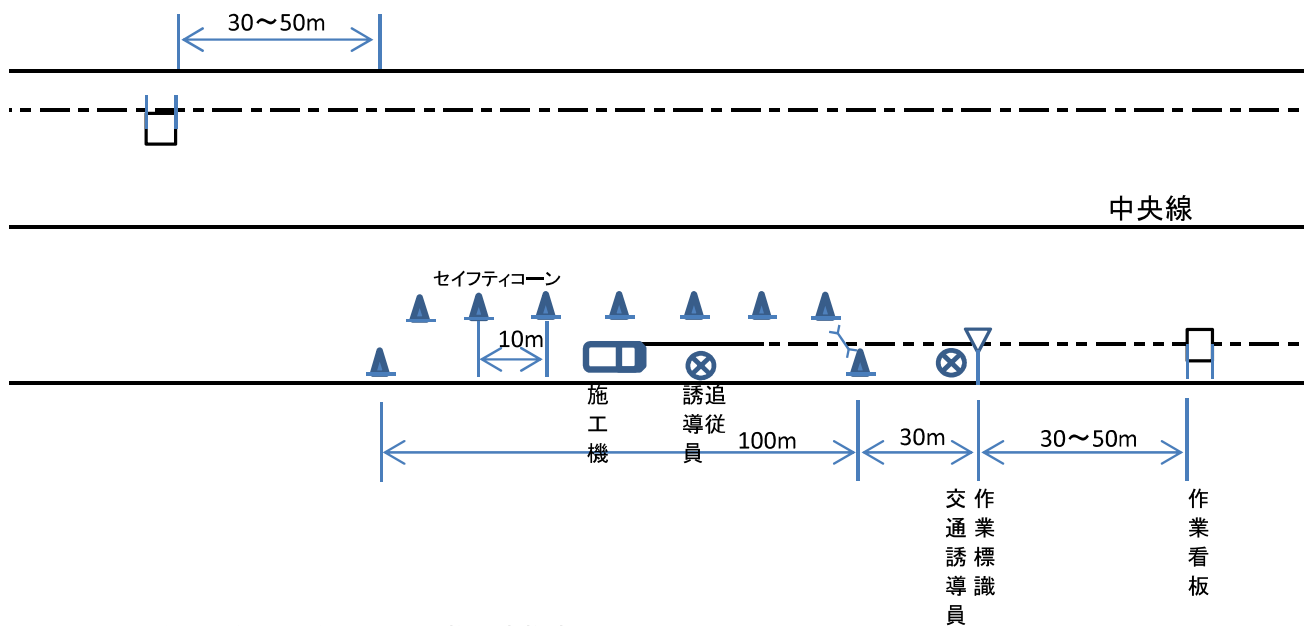 30～50m
中央線
セイフティコーン
10m
施工機
追従
誘導員
100m
30m
30～50m
交通誘導員
作業標識
作業看板